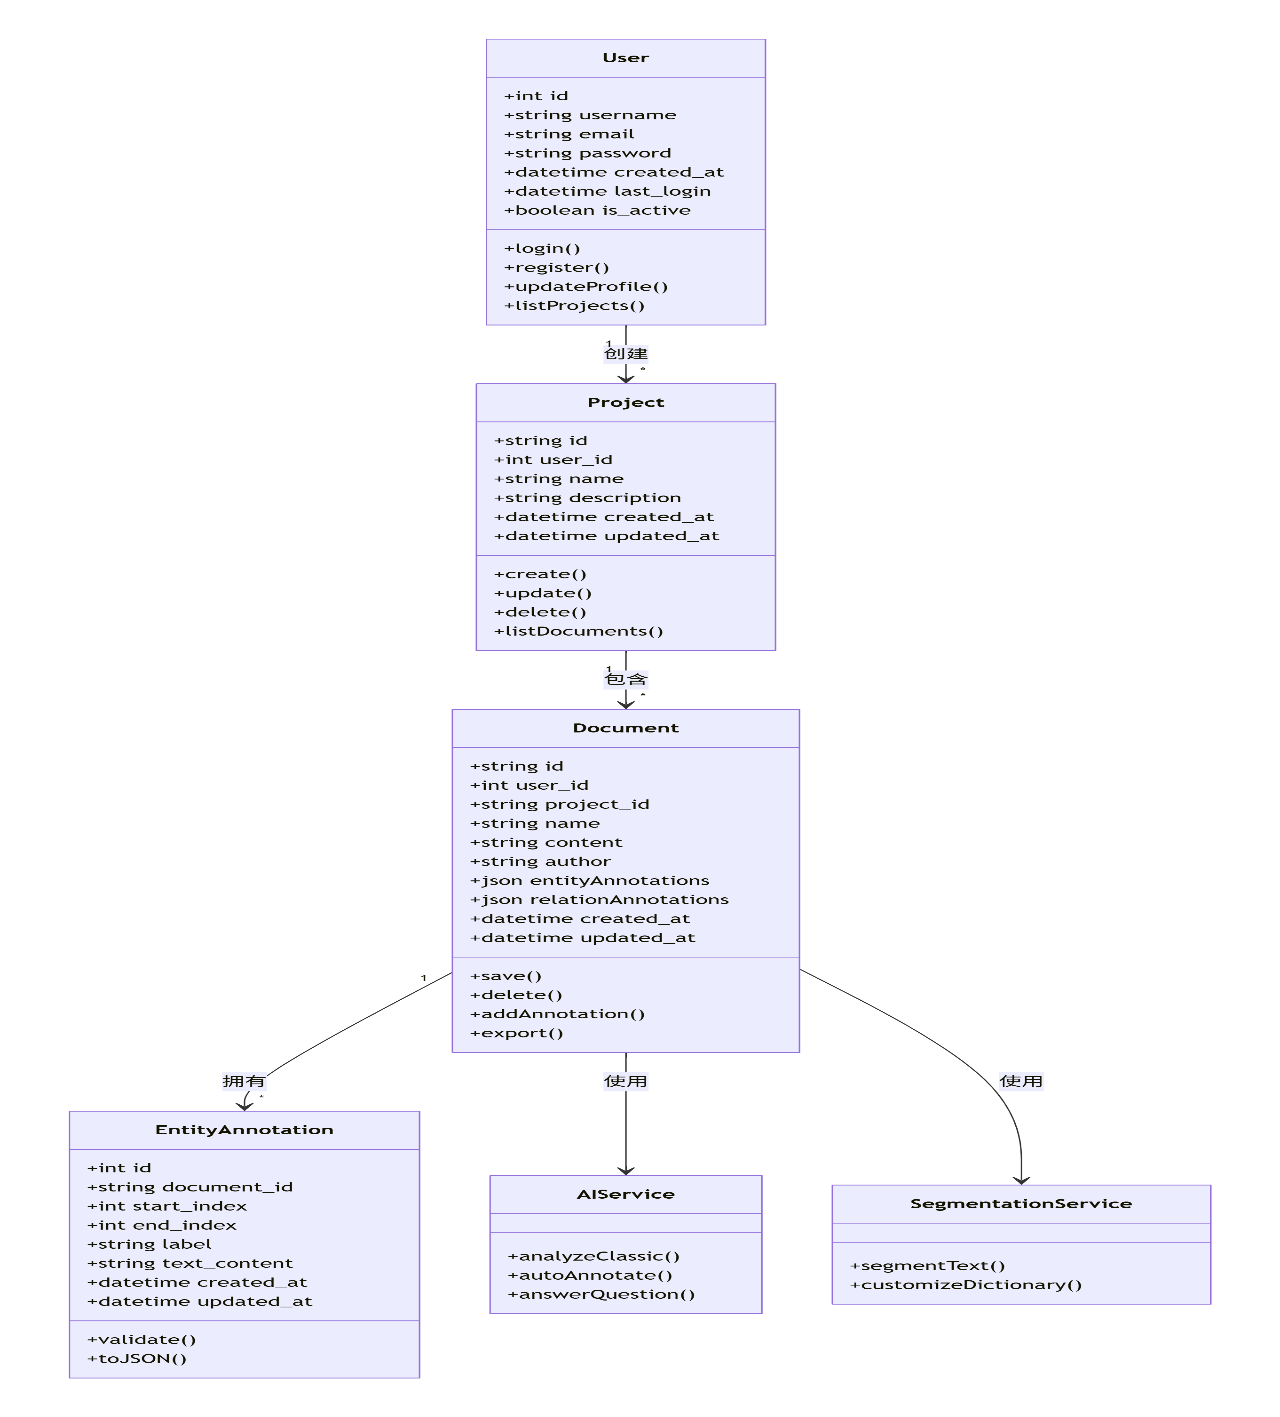 User
+int id
+string username
+string email
+string password
+datetime created_at
+datetime last_login
+boolean is_active
+login()
+register()
+updateProfile()
+listProjects()
1
创建
*
Project
+string id
+int user_id
+string name
+string description
+datetime created_at
+datetime updated_at
+create()
+update()
+delete()
+listDocuments()
1
包含
*
Document
+string id
+int user_id
+string project_id
+string name
+string content
+string author
+json entityAnnotations
+json relationAnnotations
+datetime created_at
+datetime updated_at
+save()
+delete()
+addAnnotation()
+export()
1
拥有
*
使用
使用
EntityAnnotation
+int id
+string document_id
+int start_index
+int end_index
+string label
+string text_content
+datetime created_at
+datetime updated_at
+validate()
+toJSON()
AIService
+analyzeClassic()
+autoAnnotate()
+answerQuestion()
SegmentationService
+segmentText()
+customizeDictionary()